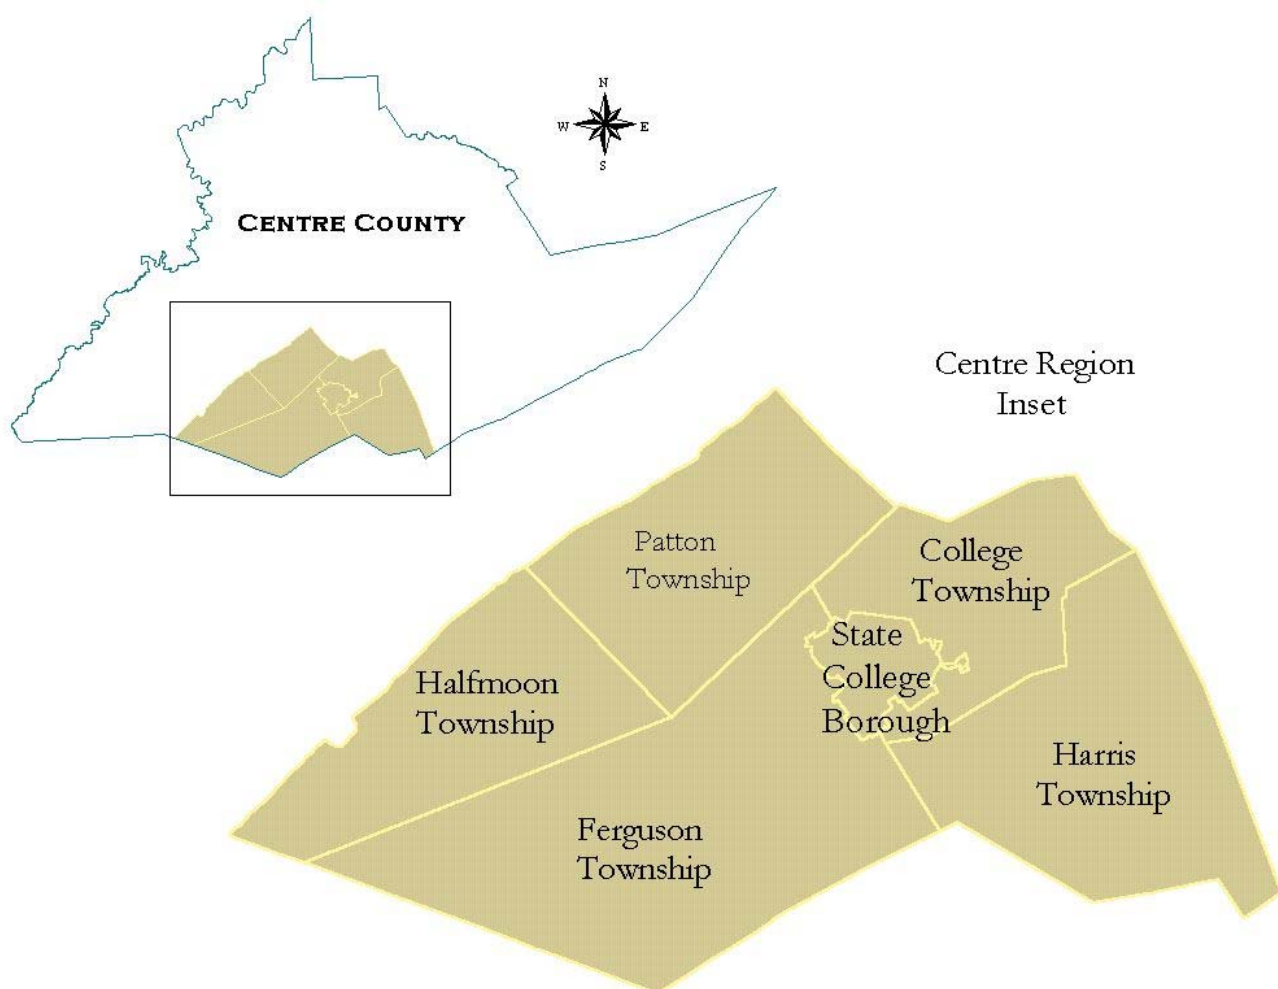 N
W E
S
CENTRE COUNTY
Centre Region
Inset
Patton
Township
College
Township
State
College
Borough
Halfmoon
Township
Harris
Township
Ferguson
Township